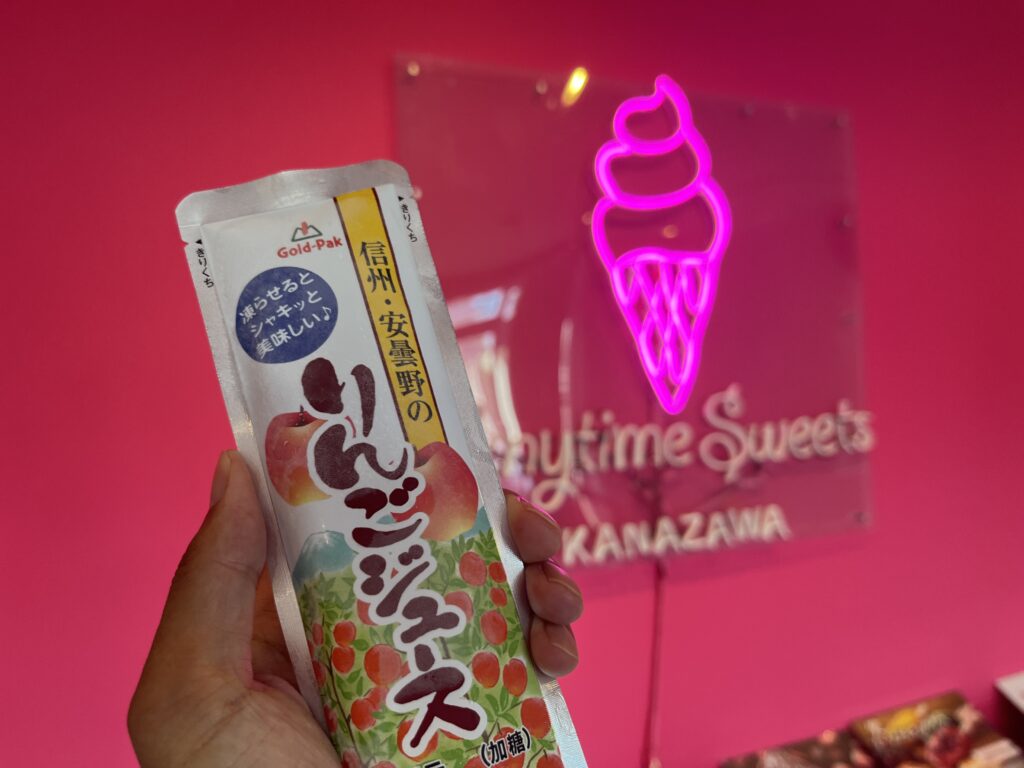 Gold-Pak
きりくち
きりくち
凍らせると
シャキッと
美味しい♪
信州・安曇野の
りんごジュース
(加糖)
nytime Sweets
KANAZAWA